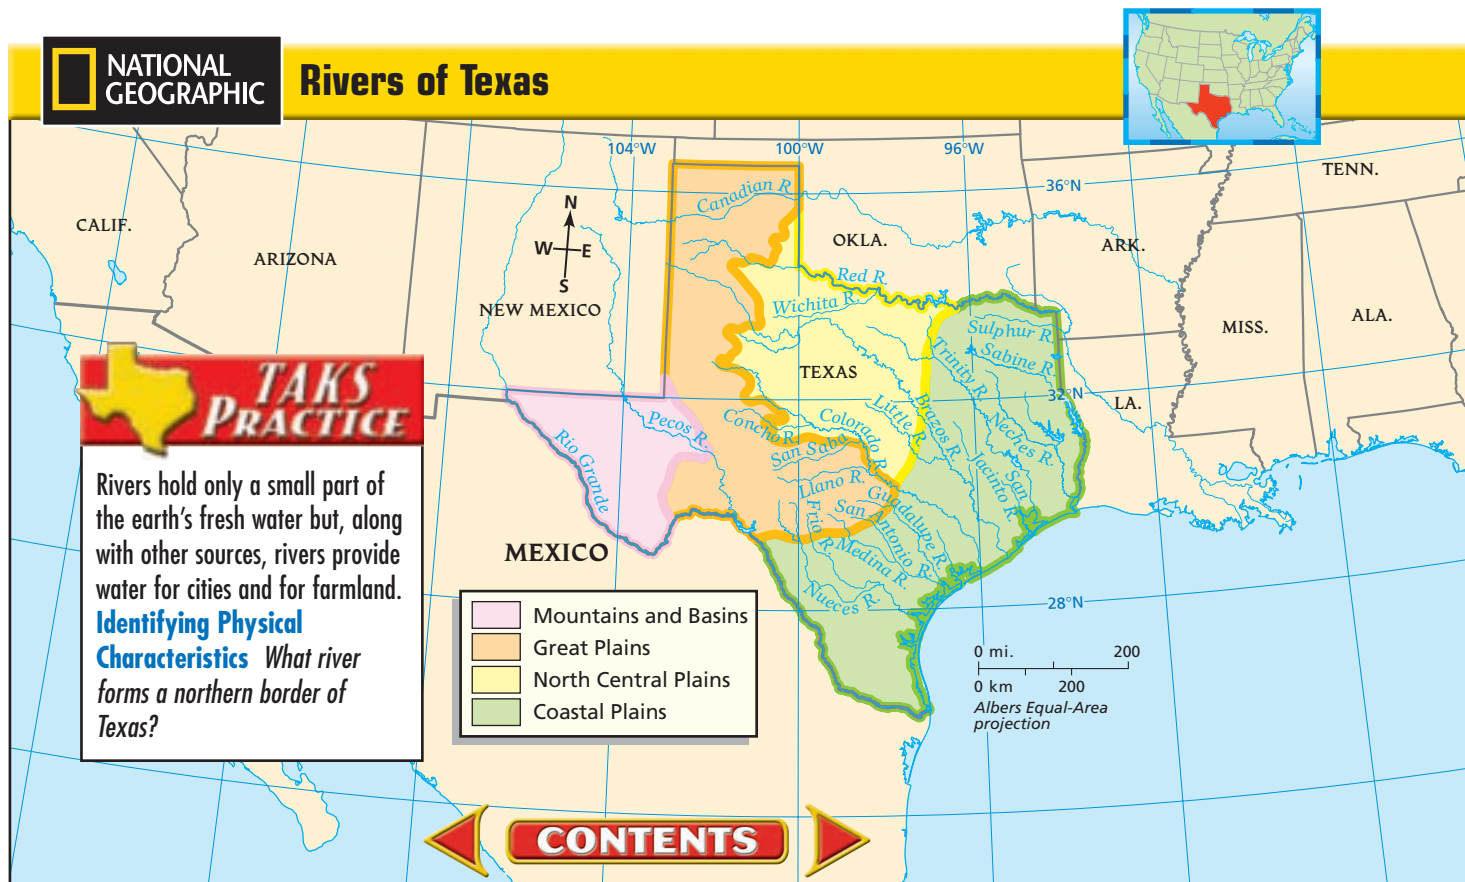 NATIONAL
GEOGRAPHIC
Rivers of Texas
104°W
100°W
96°W
36°N
TENN.
CALIF.
ARIZONA
N
W
E
S
NEW MEXICO
Canadian R.
OKLA.
ARK.
Red R.
Wichita R.
MISS.
ALA.
Sulphur R.
Sabine R.
Trinity R.
TEXAS
32°N
LA.
Pecos R.
Concho R.
Colorado R.
Little R.
Brazos R.
Neches R.
San Saba
San Jacinto R.
Rio Grande
Llano R.
Guadalupe R.
San Antonio R.
Frio R.
Medina R.
Nueces R.
MEXICO
28°N
TAKS
PRACTICE
Rivers hold only a small part of
the earth's fresh water but, along
with other sources, rivers provide
water for cities and for farmland.
Identifying Physical
Characteristics What river
forms a northern border of
Texas?
Mountains and Basins
Great Plains
North Central Plains
Coastal Plains
0 mi. 200
0 km 200
Albers Equal-Area
projection
CONTENTS